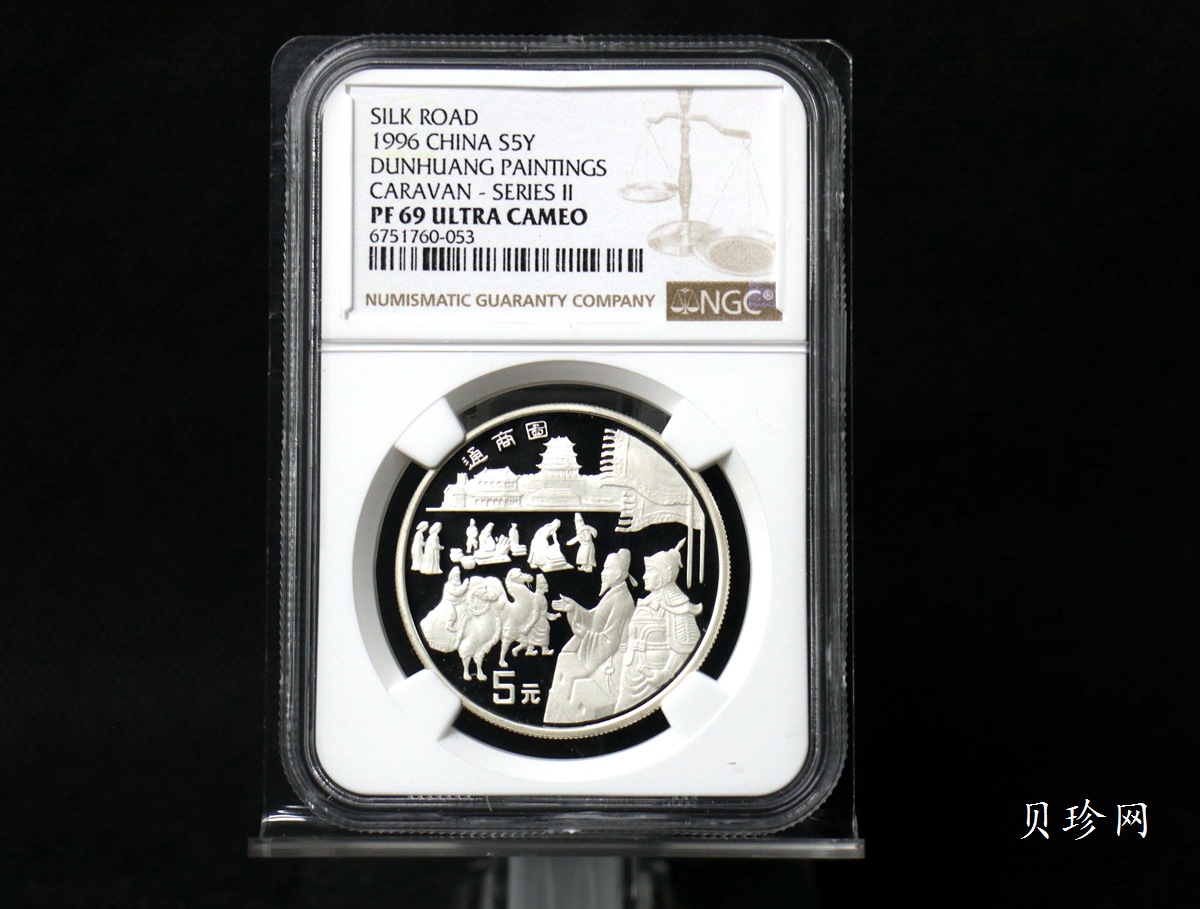 SILK ROAD
1996 CHINA S5Y
DUNHUANG PAINTINGS
CARAVAN - SERIES II
PF 69 ULTRA CAMEO
6751760-053
NUMISMATIC GUARANTY COMPANY NGC®
通商圖
5元
贝珍网